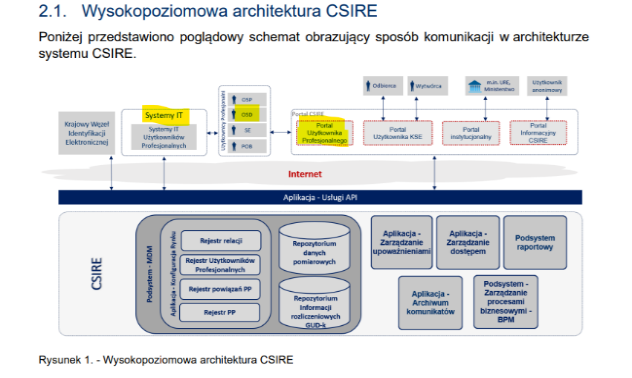 2.1. Wysokopoziomowa architektura CSIRE
Poniżej przedstawiono poglądowy schemat obrazujący sposób komunikacji w architekturze
systemu CSIRE.
Krajowy Węzeł
Identyfikacji
Elektronicznej
Systemy IT
Systemy IT
Użytkowników
Profesjonalnych
Użytkownicy Profesjonalni
OSP
OSD
SE
POB
Portal CSIRE
Portal
Użytkownika
Profesjonalnego
Odbiorca
Wytwórca
Portal
Użytkownika KSE
m.in. URE,
Ministerstwo
Portal
instytucjonalny
Użytkownik
anonimowy
Portal
Informacyjny
CSIRE
Internet
Aplikacja - Usługi API
CSIRE
Podsystem - MDM
Aplikacja - Konfiguracja Rynku
Rejestr relacji
Rejestr Użytkowników
Profesjonalnych
Rejestr powiązań PP
Rejestr PP
Repozytorium
danych
pomiarowych
Repozytorium
Informacji
rozliczeniowych
GUD-k
Aplikacja -
Zarządzanie
upoważnieniami
Aplikacja -
Zarządzanie
dostępem
Podsystem
raportowy
Aplikacja -
Archiwum
komunikatów
Podsystem -
Zarządzanie
procesami
biznesowymi -
BPM
Rysunek 1. - Wysokopoziomowa architektura CSIRE